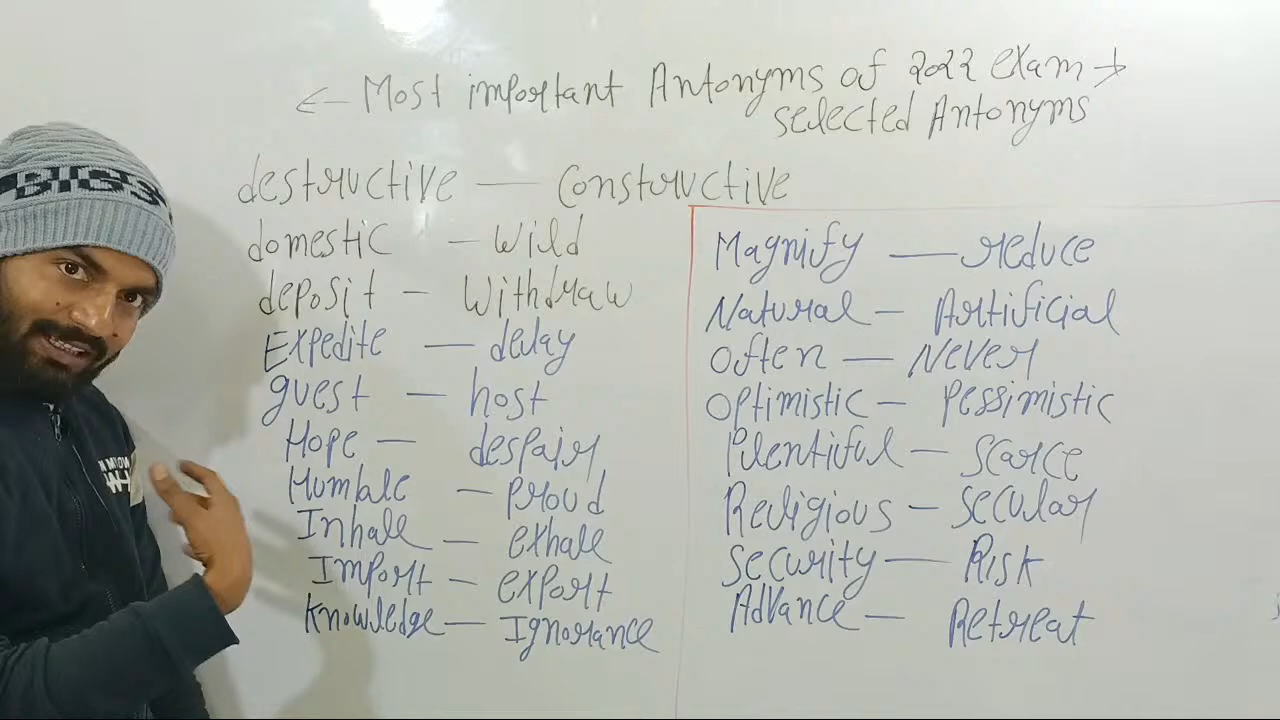 ← Most important Antonyms of 2022 exam →
selected Antonyms
destructive — Constructive
domestic — Wild
deposit — Withdraw
Expedite — delay
guest — host
Hope — despair
Humble — proud
Inhale — exhale
Import — export
knowledge — Ignorance
Magnify — reduce
Natural — Artificial
Often — Never
Optimistic — Pessimistic
Plentiful — Scarce
Religious — Secular
Security — Risk
Advance — Retreat